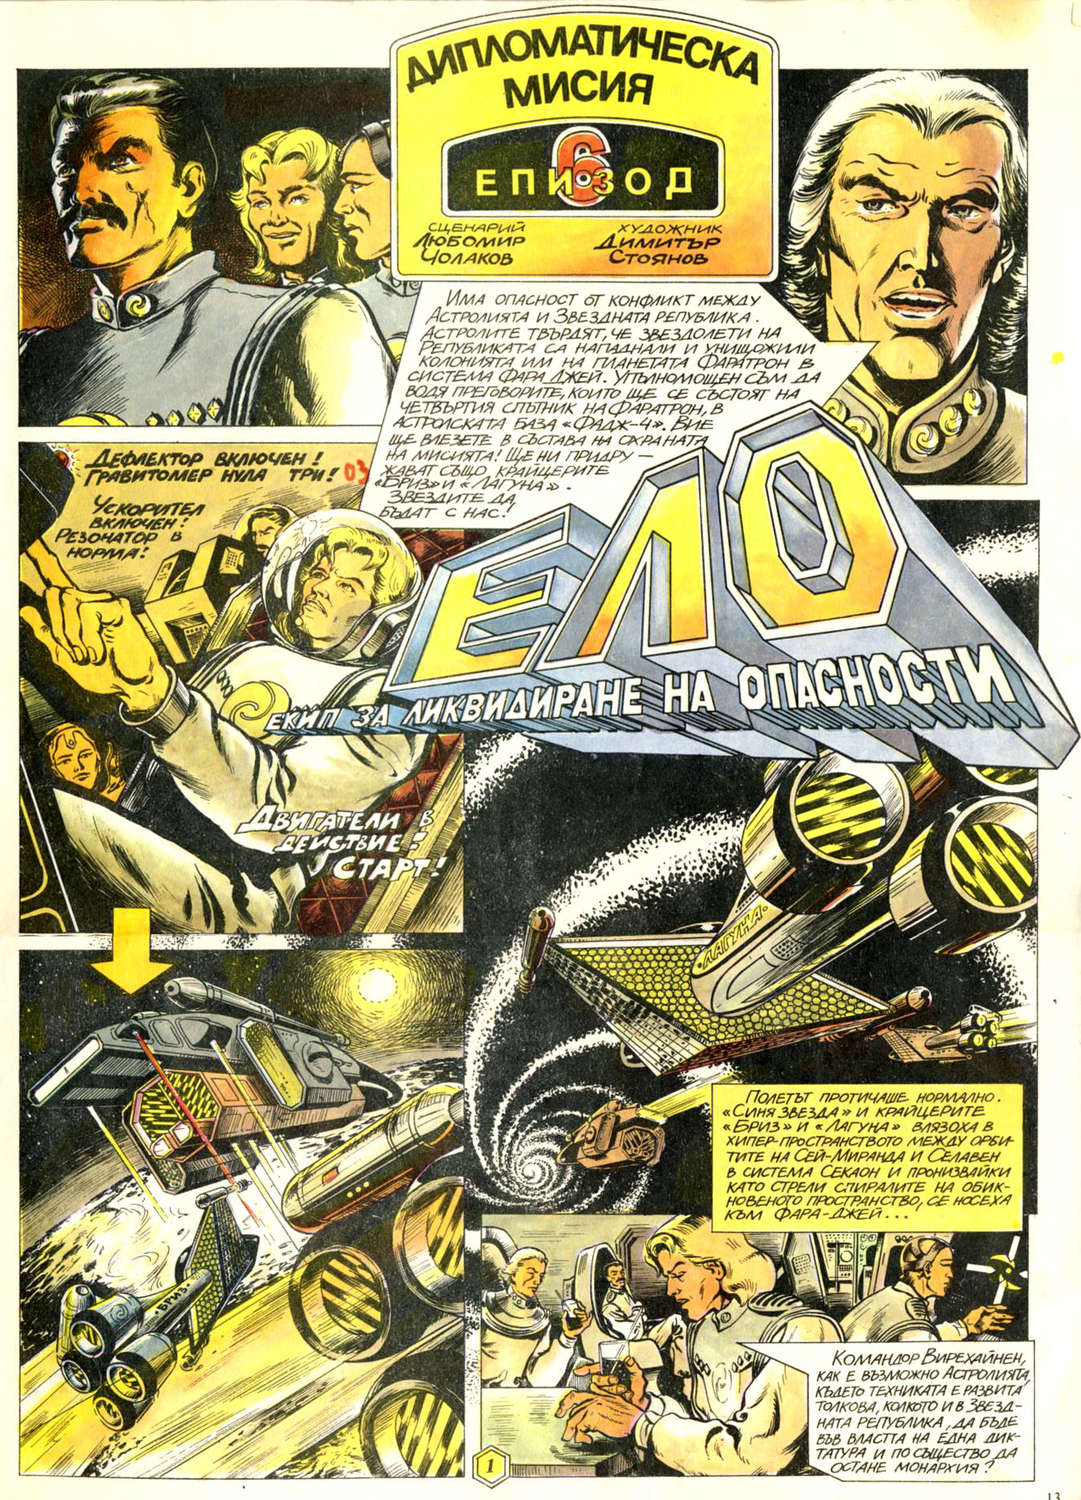 ДИПЛОМАТИЧЕСКА
МИСИЯ
6
ЕПИЗОД
СЦЕНАРИЙ
ЛЮБОМИР
ЧОЛАКОВ
ХУДОЖНИК
ДИМИТЪР
СТОЯНОВ
ИМА ОПАСНОСТ ОТ КОНФЛИКТ МЕЖДУ
АСТРОЛИЯТА И ЗВЕЗДНАТА РЕПУБЛИКА.
АСТРОЛИТЕ ТВЪРДЯТ, ЧЕ ЗВЕЗДОЛЕТИ НА
РЕПУБЛИКАТА СА НАПАДНАЛИ И УНИЩОЖИЛИ
КОЛОНИЯТА ИМ НА ПЛАНЕТАТА ФАРАТРОН В
СИСТЕМА ФАРА ДЖЕЙ. УПЪЛНОМОЩЕН СЪМ ДА
ВОДЯ ПРЕГОВОРИТЕ, КОИТО ЩЕ СЕ СЪСТОЯТ НА
ЧЕТВЪРТИЯ СПЪТНИК НА ФАРАТРОН, В
АСТРОЛСКАТА БАЗА «ФАДЖ-4». ВИЕ
ЩЕ ВЛЕЗЕТЕ В СЪСТАВА НА ОХРАНАТА
НА МИСИЯТА! ЩЕ НИ ПРИДРУ-
ЖАВАТ СЪЩО КРАЙЦЕРИТЕ
«БРИЗ» И «ЛАГУНА».
ЗВЕЗДИТЕ ДА
БЪДАТ С НАС!
ДЕФЛЕКТОР ВКЛЮЧЕН!
ГРАВИТОМЕР НУЛА ТРИ! 03
УСКОРИТЕЛ
ВКЛЮЧЕН!
РЕЗОНАТОР В
НОРМА!
ЕЛО
ЕКИП ЗА ЛИКВИДИРАНЕ НА ОПАСНОСТИ
ДВИГАТЕЛИ В
ДЕЙСТВИЕ!
СТАРТ!
·ЛАГУНА·
·БРИЗ·
ПОЛЕТЪТ ПРОТИЧАШЕ НОРМАЛНО.
«СИНЯ ЗВЕЗДА» И КРАЙЦЕРИТЕ
«БРИЗ» И «ЛАГУНА» ВЛЯЗОХА В
ХИПЕР-ПРОСТРАНСТВОТО МЕЖДУ ОРБИ-
ТИТЕ НА СЕЙ-МИРАНДА И СЕЛАВЕН
В СИСТЕМА СЕКАОН И ПРОНИЗВАЙКИ
КАТО СТРЕЛИ СПИРАЛИТЕ НА ОБИК-
НОВЕНОТО ПРОСТРАНСТВО, СЕ НОСЕХА
КЪМ ФАРА-ДЖЕЙ...
КОМАНДОР ВИРЕХАЙНЕН,
КАК Е ВЪЗМОЖНО АСТРОЛИЯТА,
КЪДЕТО ТЕХНИКАТА Е РАЗВИТА
ТОЛКОВА, КОЛКОТО И В ЗВЕЗД-
НАТА РЕПУБЛИКА, ДА БЪДЕ
ВЪВ ВЛАСТТА НА ЕДНА ДИК-
ТАТУРА И ПО СЪЩЕСТВО ДА
ОСТАНЕ МОНАРХИЯ?
1
13